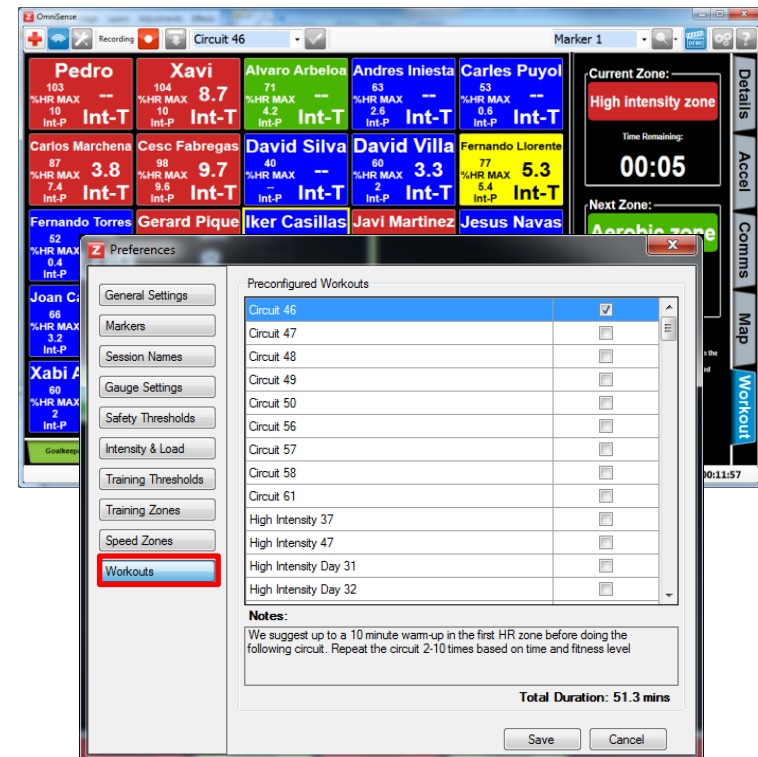 OmniSense
Recording
Circuit 46
Marker 1
DEMO
?
Pedro
103
%HR MAX
--
10
Int-P
Int-T
Xavi
104
%HR MAX
8.7
10
Int-P
Int-T
Alvaro Arbeloa
71
%HR MAX
--
4.2
Int-P
Int-T
Andres Iniesta
63
%HR MAX
--
2.6
Int-P
Int-T
Carles Puyol
53
%HR MAX
--
0.6
Int-P
Int-T
Carlos Marchena
87
%HR MAX
3.8
7.4
Int-P
Int-T
Cesc Fabregas
98
%HR MAX
9.7
9.6
Int-P
Int-T
David Silva
40
%HR MAX
--
--
Int-P
Int-T
David Villa
60
%HR MAX
3.3
2
Int-P
Int-T
Fernando Llorente
77
%HR MAX
5.3
5.4
Int-P
Int-T
Fernando Torres
52
%HR MAX
0.4
Int-P
Gerard Pique
Iker Casillas
Javi Martinez
Jesus Navas
Joan
66
%HR MAX
3.2
Int-P
Xabi
60
%HR MAX
2
Int-P
Current Zone:
High intensity zone
Time Remaining:
00:05
Next Zone:
Aerobic zone
Details
Accel
Comms
Map
Workout
00:11:57
Preferences
General Settings
Markers
Session Names
Gauge Settings
Safety Thresholds
Intensity & Load
Training Thresholds
Training Zones
Speed Zones
Workouts
Preconfigured Workouts
Circuit 46
Circuit 47
Circuit 48
Circuit 49
Circuit 50
Circuit 56
Circuit 57
Circuit 58
Circuit 61
High Intensity 37
High Intensity 47
High Intensity Day 31
High Intensity Day 32
Notes:
We suggest up to a 10 minute warm-up in the first HR zone before doing the
following circuit. Repeat the circuit 2-10 times based on time and fitness level
Total Duration: 51.3 mins
Save
Cancel